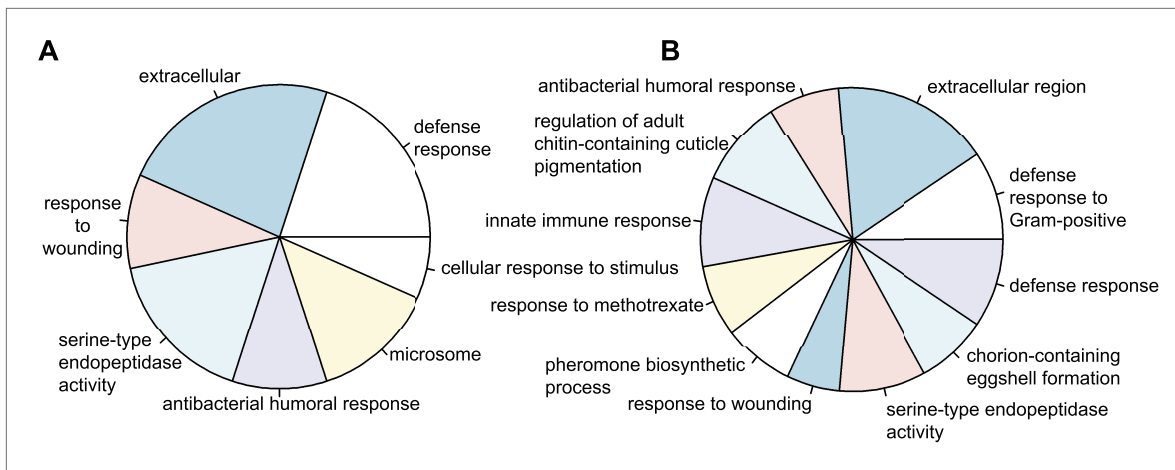 A
extracellular
defense
response
response
to
wounding
cellular response to stimulus
serine-type
endopeptidase
activity
microsome
antibacterial humoral response
B
antibacterial humoral response
extracellular region
regulation of adult
chitin-containing cuticle
pigmentation
defense
response to
Gram-positive
innate immune response
defense response
response to methotrexate
chorion-containing
eggshell formation
pheromone biosynthetic
process
response to wounding
serine-type endopeptidase
activity